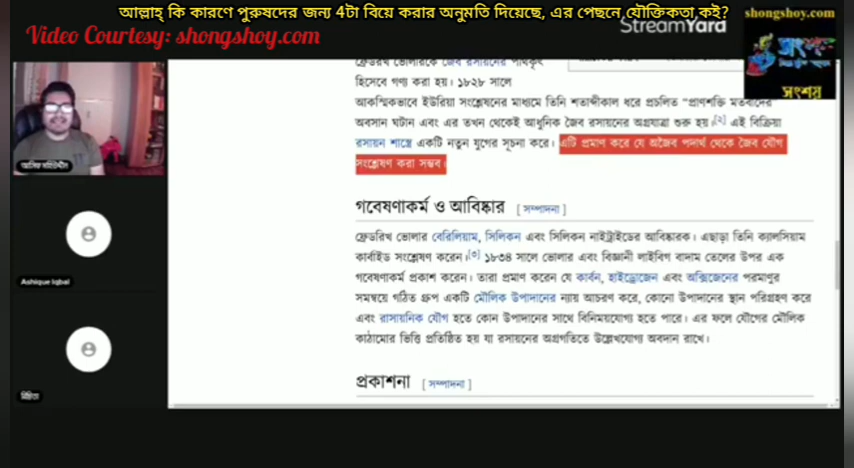 আল্লাহ্ কি কারণে পুরুষদের জন্য 4টা বিয়ে করার অনুমতি দিয়েছে, এর পেছনে যৌক্তিকতা কই?
shongshoy.com
Video Courtesy: shongshoy.com
StreamYard
সংশয়
ফ্রেডরিখ ভোলারকে জৈব রসায়নের পথিকৃৎ
হিসেবে গণ্য করা হয়। ১৮২৮ সালে
আকস্মিকভাবে ইউরিয়া সংশ্লেষনের মাধ্যমে তিনি শতাব্দীকাল ধরে প্রচলিত "প্রাণশক্তি মতবাদের"
অবসান ঘটান এবং এর তখন থেকেই আধুনিক জৈব রসায়নের অগ্রযাত্রা শুরু হয়।[২] এই বিক্রিয়া
রসায়ন শাস্ত্রে একটি নতুন যুগের সূচনা করে। এটি প্রমাণ করে যে অজৈব পদার্থ থেকে জৈব যৌগ
সংশ্লেষণ করা সম্ভব।
গবেষণাকর্ম ও আবিষ্কার [ সম্পাদনা ]
ফ্রেডরিখ ভোলার বেরিলিয়াম, সিলিকন এবং সিলিকন নাইট্রাইডের আবিষ্কারক। এছাড়া তিনি ক্যালসিয়াম
কার্বাইড সংশ্লেষণ করেন।[৩] ১৮৩৪ সালে ভোলার এবং বিজ্ঞানী লাইবিগ বাদাম তেলের উপর এক
গবেষণাকর্ম প্রকাশ করেন। তারা প্রমাণ করেন যে কার্বন, হাইড্রোজেন এবং অক্সিজেনের পরমাণুর
সমন্বয়ে গঠিত গ্রুপ একটি মৌলিক উপাদানের ন্যায় আচরণ করে, কোনো উপাদানের স্থান পরিগ্রহণ করে
এবং রাসায়নিক যৌগ হতে কোন উপাদানের সাথে বিনিময়যোগ্য হতে পারে। এর ফলে যৌগের মৌলিক
কাঠামোর ভিত্তি প্রতিষ্ঠিত হয় যা রসায়নের অগ্রগতিতে উল্লেখযোগ্য অবদান রাখে।
প্রকাশনা [ সম্পাদনা ]
আসিফ মহিউদ্দীন
Ashique Iqbal